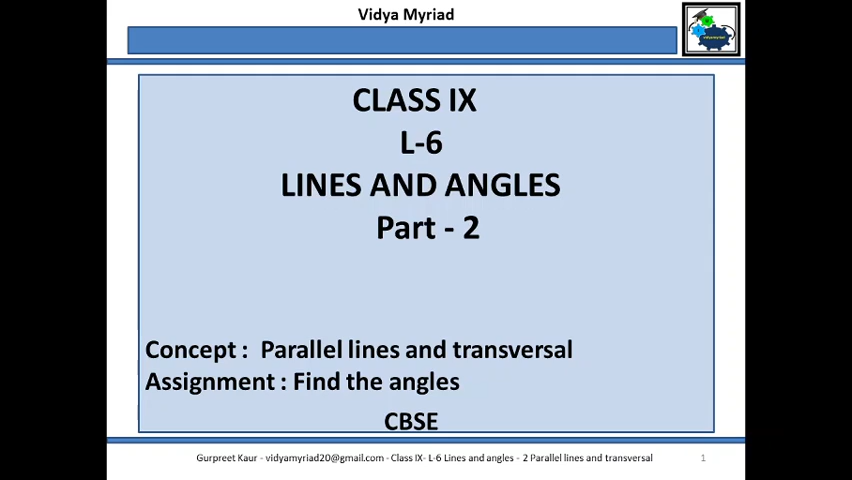 Vidya Myriad
vidyamyriad
CLASS IX
L-6
LINES AND ANGLES
Part - 2
Concept : Parallel lines and transversal
Assignment : Find the angles
CBSE
Gurpreet Kaur - vidyamyriad20@gmail.com - Class IX- L-6 Lines and angles - 2 Parallel lines and transversal 1